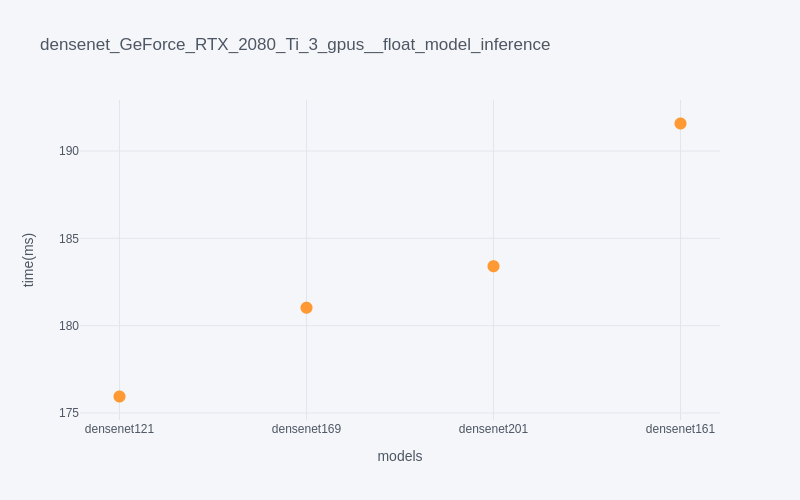 densenet_GeForce_RTX_2080_Ti_3_gpus__float_model_inference
190
185
180
175
time(ms)
densenet121 densenet169 densenet201 densenet161
models